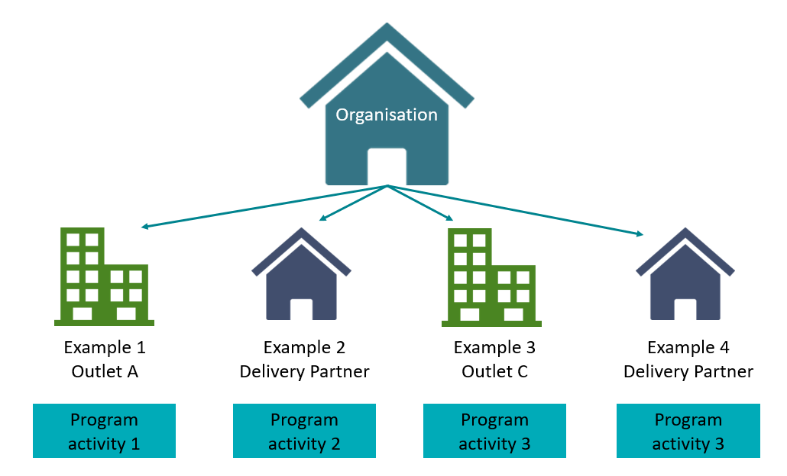 Organisation
Example 1
Outlet A
Example 2
Delivery Partner
Example 3
Outlet C
Example 4
Delivery Partner
Program
activity 1
Program
activity 2
Program
activity 3
Program
activity 3